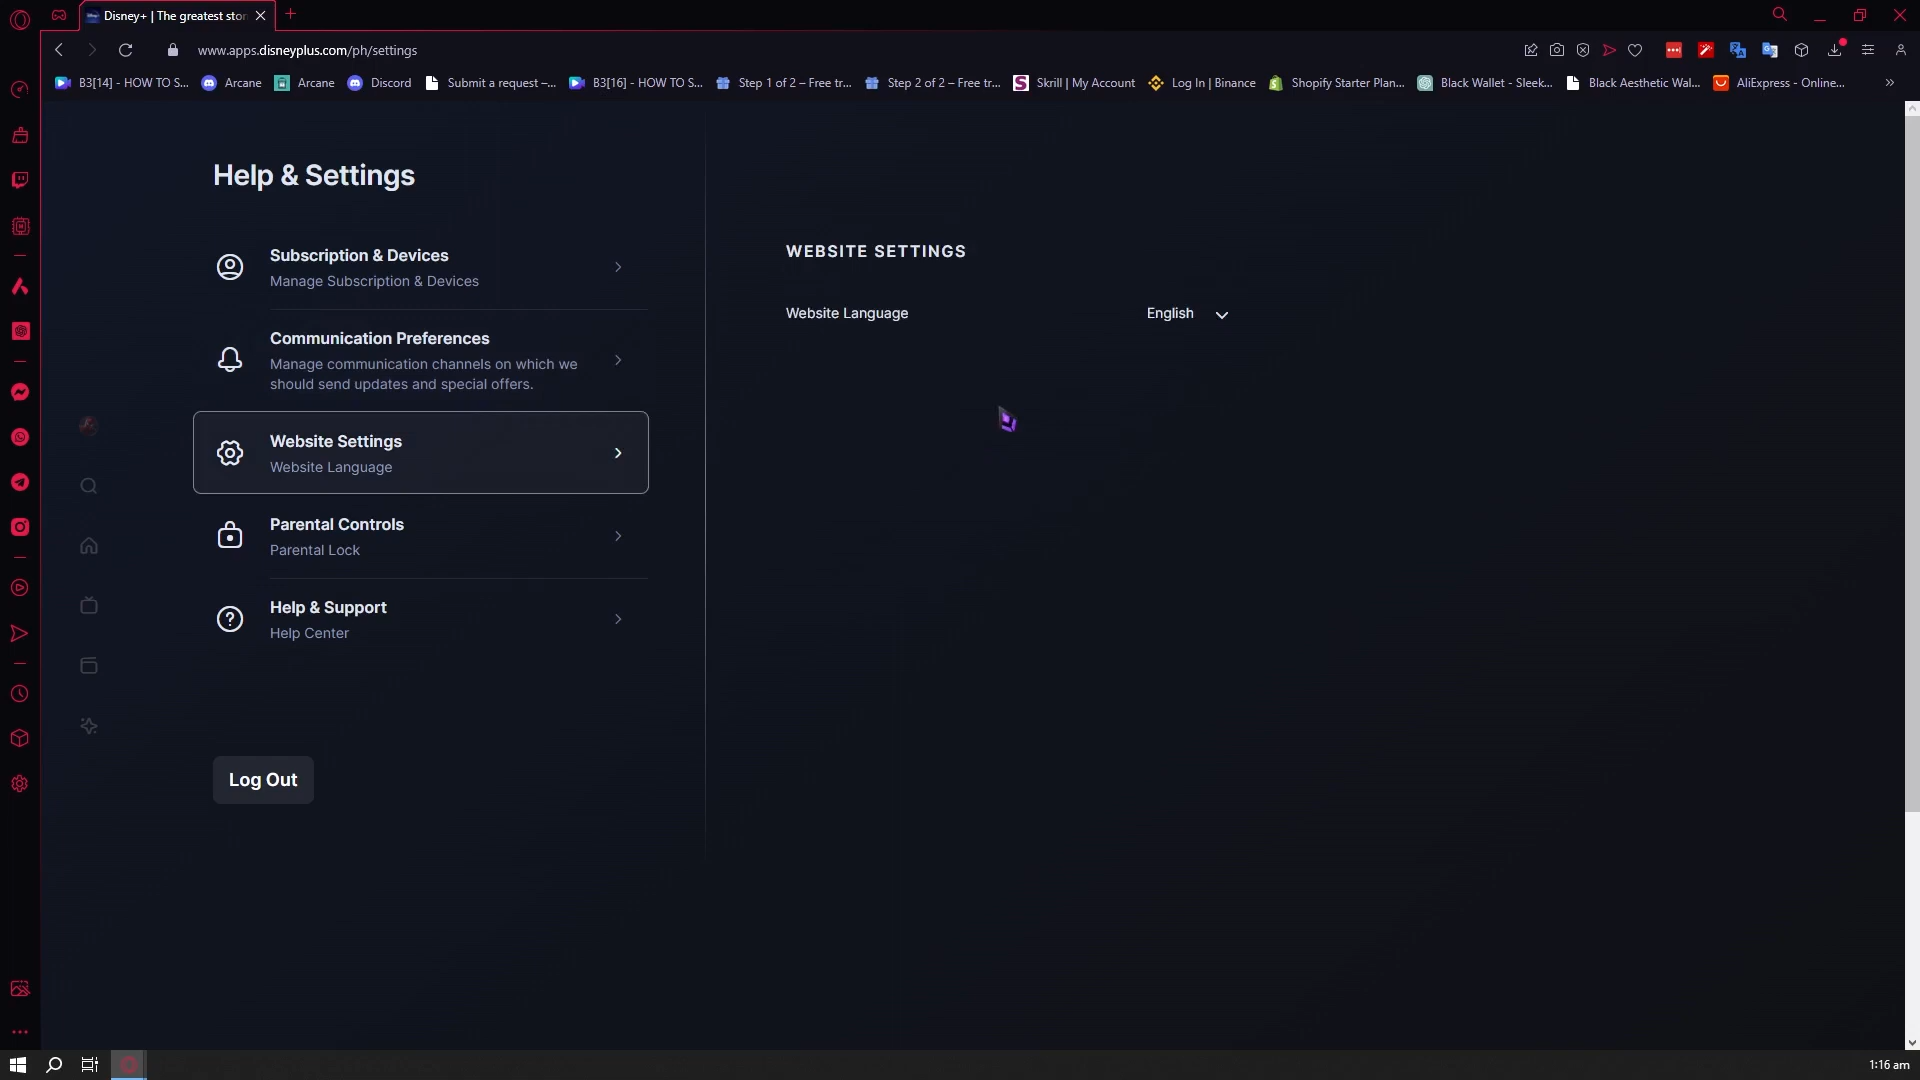 Disney+ | The greatest stor
www.apps.disneyplus.com/ph/settings
B3[14] - HOW TO S...
Arcane
Arcane
Discord
Submit a request –...
B3[16] - HOW TO S...
Step 1 of 2 – Free tr...
Step 2 of 2 – Free tr...
Skrill | My Account
Log In | Binance
Shopify Starter Plan...
Black Wallet - Sleek...
Black Aesthetic Wal...
AliExpress - Online...
Help & Settings
Subscription & Devices
Manage Subscription & Devices
Communication Preferences
Manage communication channels on which we
should send updates and special offers.
Website Settings
Website Language
Parental Controls
Parental Lock
Help & Support
Help Center
Log Out
WEBSITE SETTINGS
Website Language
English
1:16 am